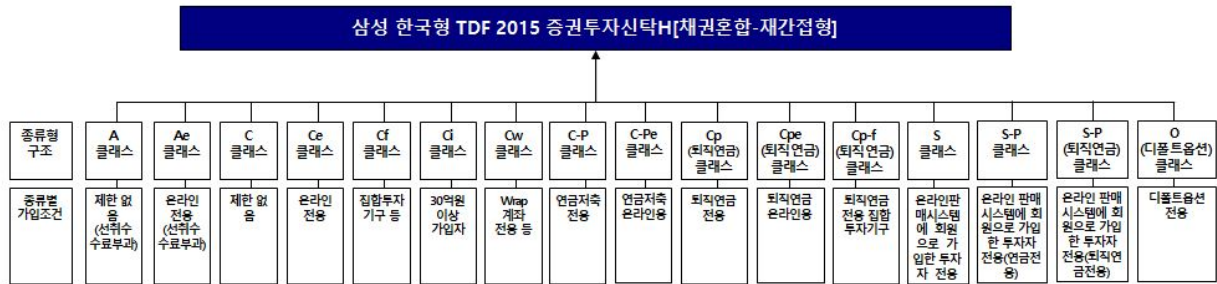 삼성 한국형 TDF 2015 증권투자신탁H[채권혼합-재간접형]
종류형
구조
A
클래스
Ae
클래스
C
클래스
Ce
클래스
Cf
클래스
Ci
클래스
Cw
클래스
C-P
클래스
C-Pe
클래스
Cp
(퇴직연금)
클래스
Cpe
(퇴직연금)
클래스
Cp-f
(퇴직연금)
클래스
S
클래스
S-P
클래스
S-P
(퇴직연금)
클래스
O
(디폴트옵션)
클래스
종류별
가입조건
제한 없
음
(선취수
수료부과)
온라인
전용
(선취수
수료부과)
제한 없
음
온라인
전용
집합투자
기구 등
30억원
이상
가입자
Wrap
계좌
전용 등
연금저축
전용
연금저축
온라인용
퇴직연금
전용
퇴직연금
온라인용
퇴직연금
전용 집합
투자기구
온라인판
매시스템
에 회원
으로 가
입한 투자
자 전용
온라인 판매
시스템에 회
원으로 가입
한 투자자
전용(연금전
용)
온라인 판매
시스템에 회
원으로 가입
한 투자자
전용(퇴직연
금전용)
디폴트옵션
전용